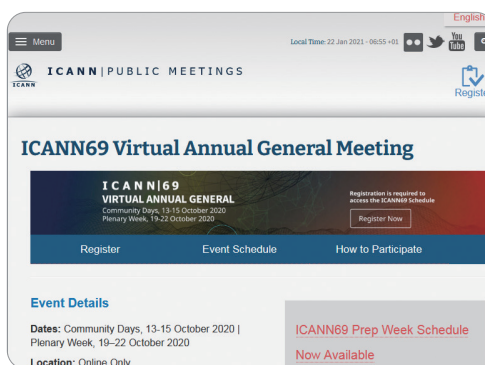 English
Menu
Local Time: 22 Jan 2021 - 06:55 +01
You
Tube
ICANN
ICANN|PUBLIC MEETINGS
Register
ICANN69 Virtual Annual General Meeting
ICANN|69
VIRTUAL ANNUAL GENERAL
Community Days, 13-15 October 2020
Plenary Week, 19-22 October 2020
Registration is required to
access the ICANN69 Schedule
Register Now
Register
Event Schedule
How to Participate
Event Details
Dates: Community Days, 13-15 October 2020 |
Plenary Week, 19–22 October 2020
Location: Online Only
ICANN69 Prep Week Schedule
Now Available